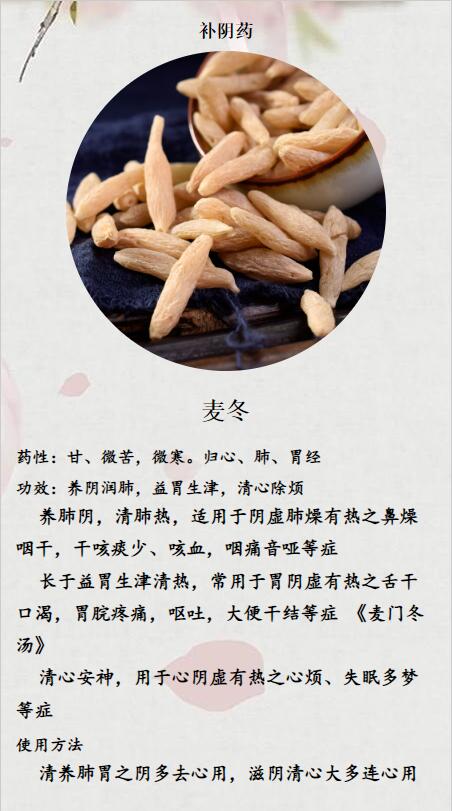 补阴药
麦冬
药性：甘、微苦，微寒。归心、肺、胃经
功效：养阴润肺，益胃生津，清心除烦
养肺阴，清肺热，适用于阴虚肺燥有热之鼻燥
咽干，干咳痰少、咳血，咽痛音哑等症
长于益胃生津清热，常用于胃阴虚有热之舌干
口渴，胃脘疼痛，呕吐，大便干结等症 《麦门冬
汤》
清心安神，用于心阴虚有热之心烦、失眠多梦
等症
使用方法
清养肺胃之阴多去心用，滋阴清心大多连心用